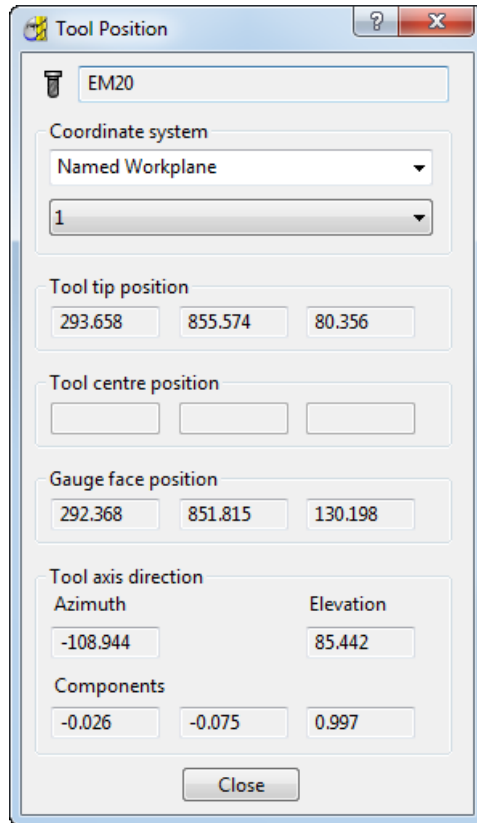 Tool Position
EM20
Coordinate system
Named Workplane
1
Tool tip position
293.658 855.574 80.356
Tool centre position
Gauge face position
292.368 851.815 130.198
Tool axis direction
Azimuth Elevation
-108.944 85.442
Components
-0.026 -0.075 0.997
Close